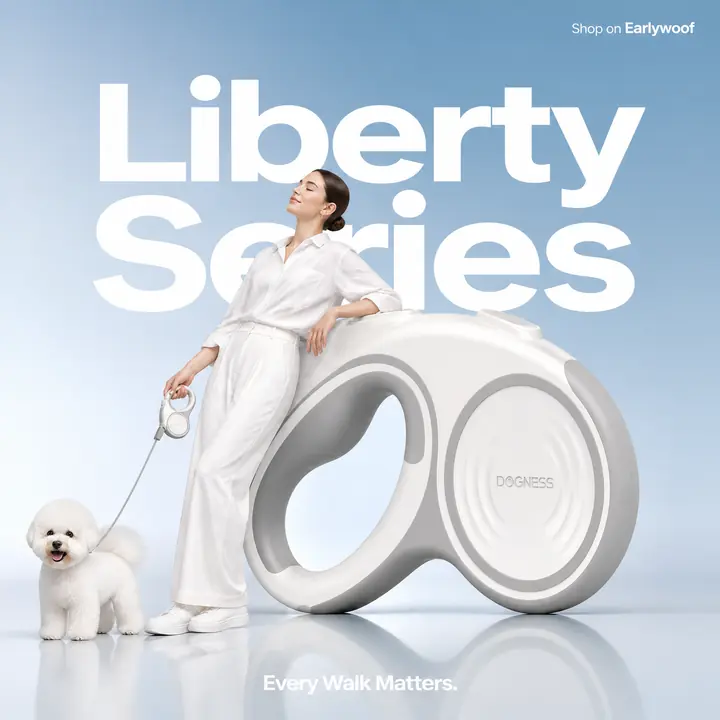 Shop on Earlywoof
Liberty
Series
DOGNESS
Every Walk Matters.